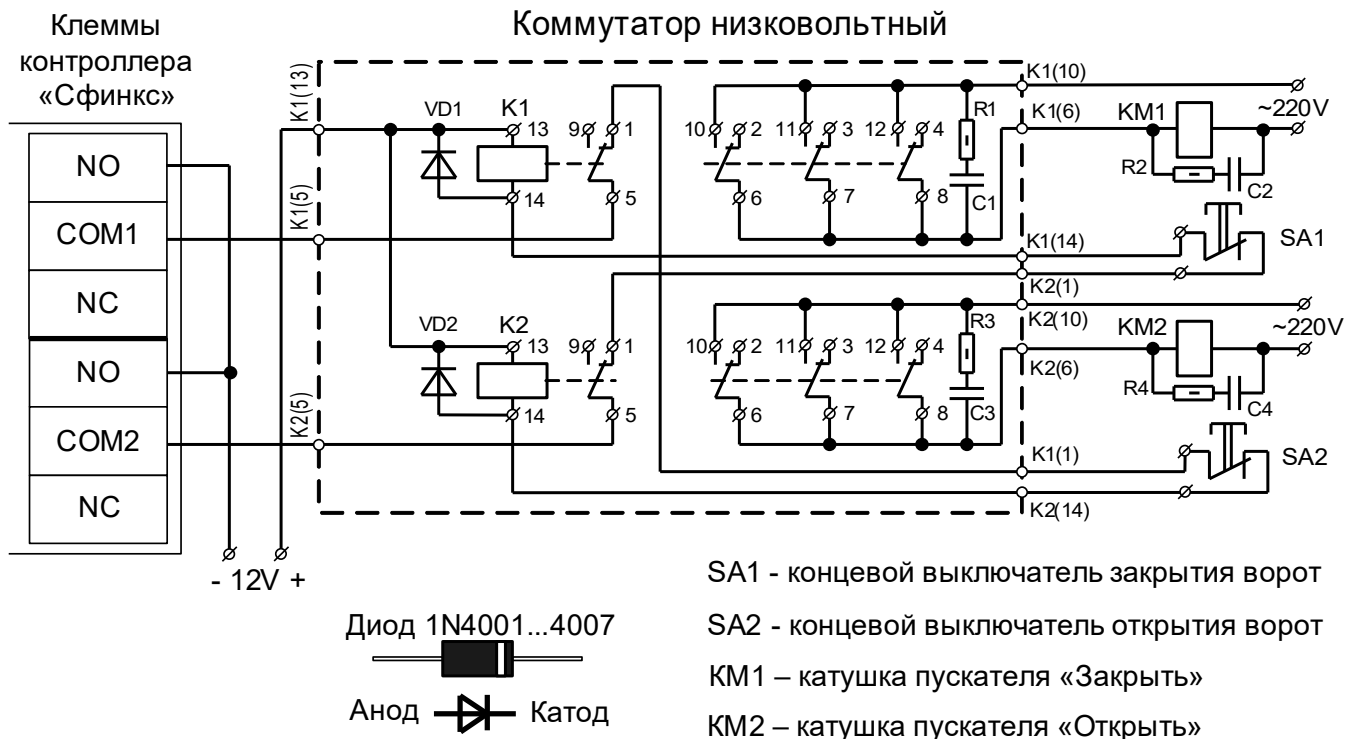 Клеммы
контроллера
«Сфинкс»
Коммутатор низковольтный
NO
COM1
NC
NO
COM2
NC
- 12V +
K1(13)
K1(5)
K2(5)
VD1
K1
13
14
9
1
5
10
2
11
3
12
4
6
7
8
R1
C1
K1(10)
K1(6)
KM1
~220V
R2
C2
K1(14)
SA1
K2(1)
VD2
K2
13
14
9
1
5
10
2
11
3
12
4
6
7
8
R3
C3
K2(10)
K2(6)
KM2
~220V
R4
C4
K1(1)
SA2
K2(14)
Диод 1N4001...4007
Анод
Катод
SA1 - концевой выключатель закрытия ворот
SA2 - концевой выключатель открытия ворот
КМ1 – катушка пускателя «Закрыть»
КМ2 – катушка пускателя «Открыть»